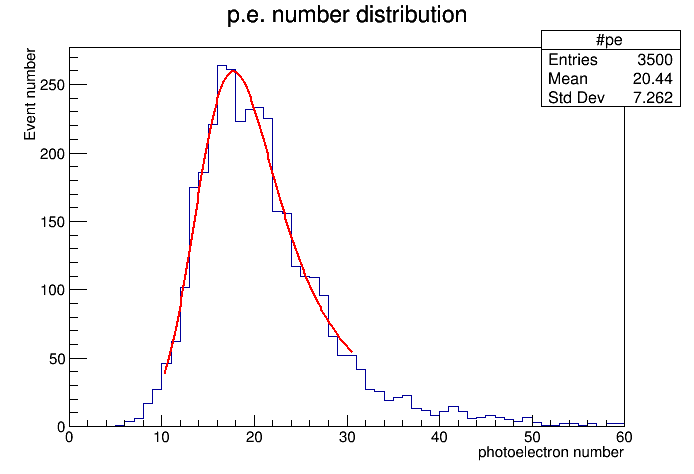 p.e. number distribution
#pe
Entries 3500
Mean 20.44
Std Dev 7.262
Event number
250
200
150
100
50
0
0 10 20 30 40 50 60
photoelectron number